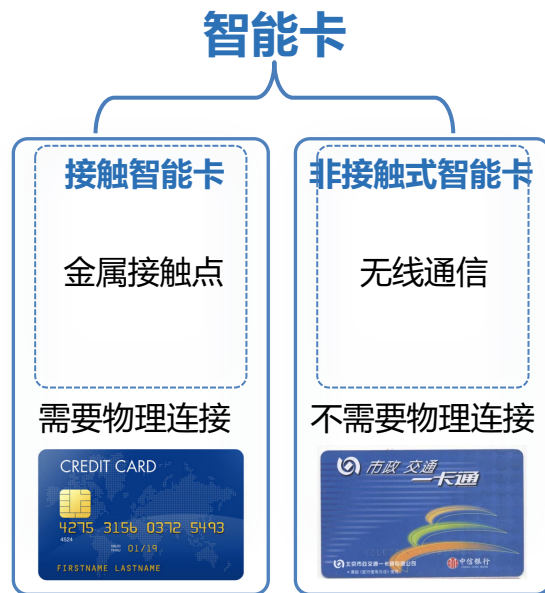 智能卡
接触智能卡
金属接触点
需要物理连接
CREDIT CARD
4275 3156 0372 5493
4524
01/19
FIRSTNAME LASTNAME
非接触式智能卡
无线通信
不需要物理连接
市政 交通
一卡通
中信银行